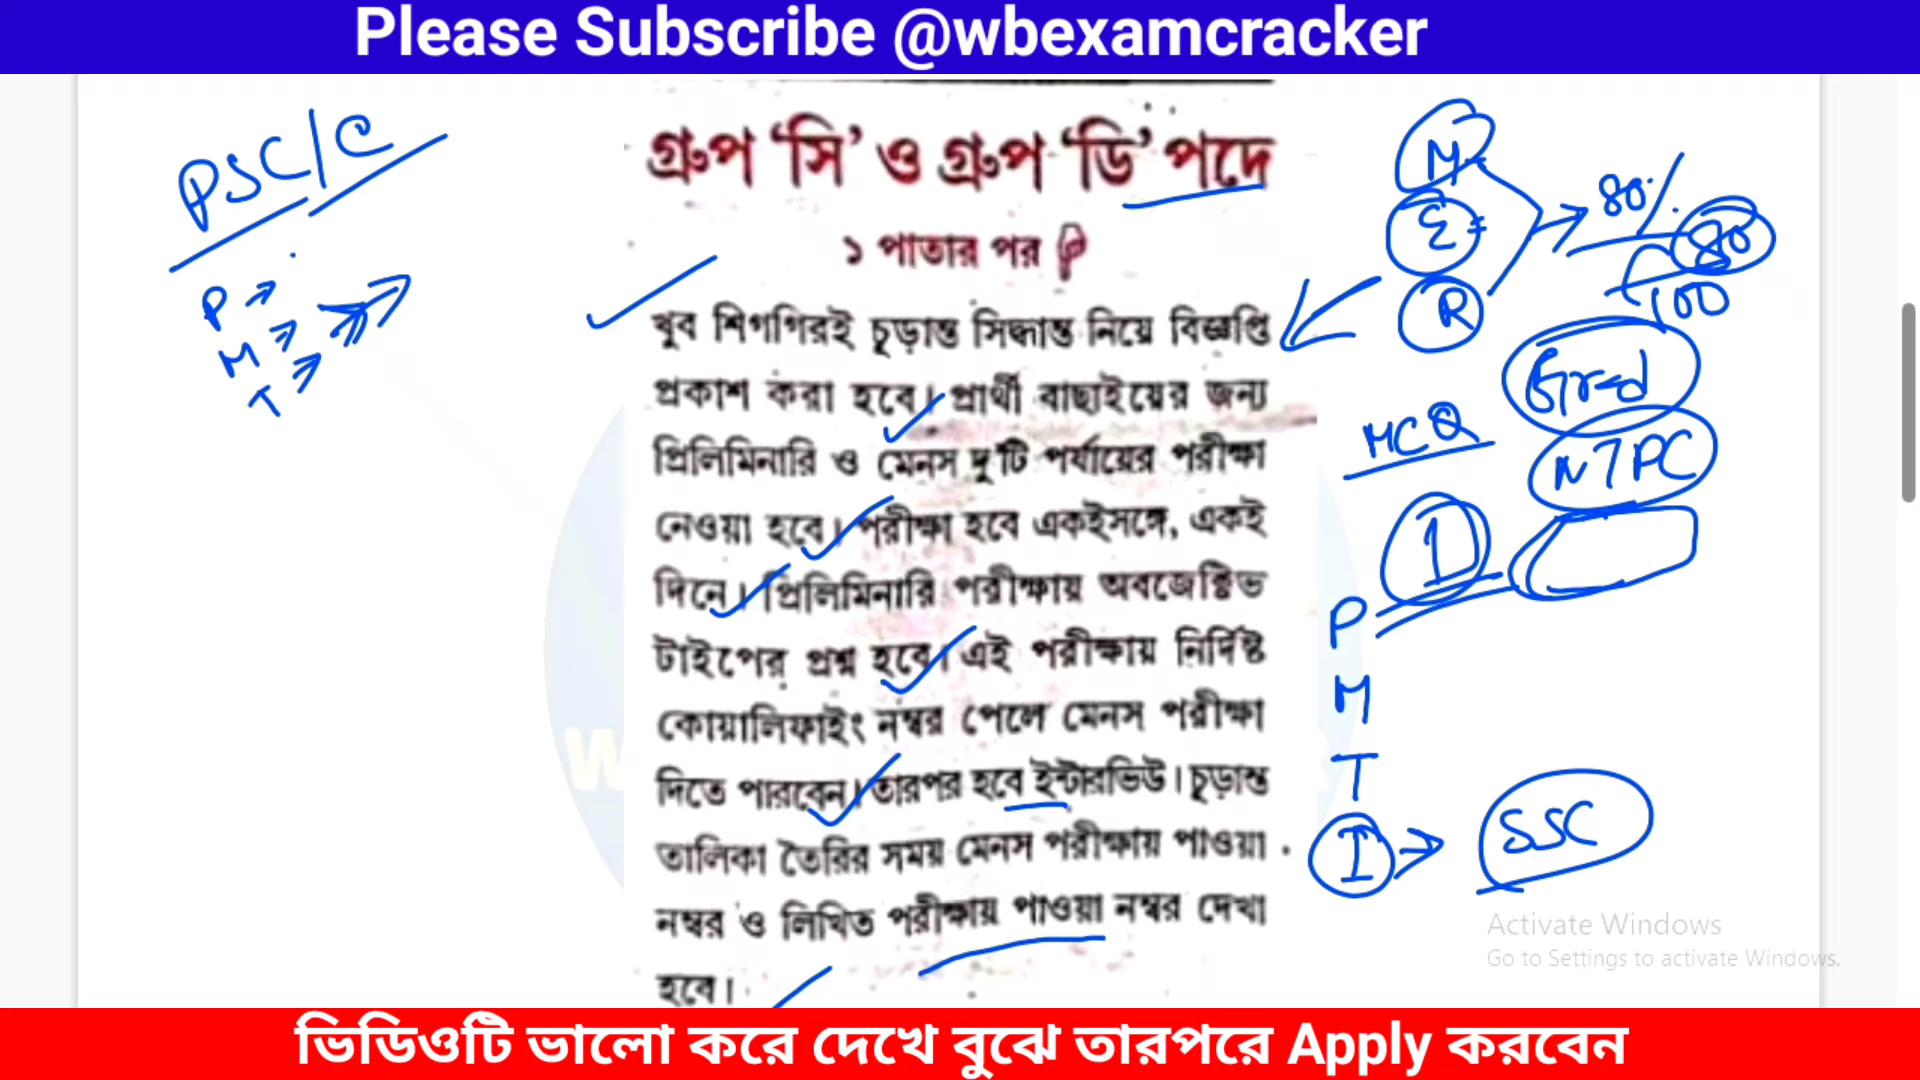 Please Subscribe @wbexamcracker
PSC/C
P
M
T
গ্রুপ ‘সি’ ও গ্রুপ ‘ডি’ পদে
১ পাতার পর
খুব শিগগিরই চূড়ান্ত সিদ্ধান্ত নিয়ে বিজ্ঞপ্তি
প্রকাশ করা হবে। প্রার্থী বাছাইয়ের জন্য
প্রিলিমিনারি ও মেনস দু'টি পর্যায়ের পরীক্ষা
নেওয়া হবে। পরীক্ষা হবে একইসঙ্গে, একই
দিনে। প্রিলিমিনারি পরীক্ষায় অবজেক্টিভ
টাইপের প্রশ্ন হবে। এই পরীক্ষায় নির্দিষ্ট
কোয়ালিফাইং নম্বর পেলে মেনস পরীক্ষা
দিতে পারবেন। তারপর হবে ইন্টারভিউ। চূড়ান্ত
তালিকা তৈরির সময় মেনস পরীক্ষায় পাওয়া
নম্বর ও লিখিত পরীক্ষায় পাওয়া নম্বর দেখা
হবে।
M
E
R
80%
80
100
Grad
MCQ
NTPC
I
P
M
T
I
SSC
Activate Windows
Go to Settings to activate Windows.
ভিডিওটি ভালো করে দেখে বুঝে তারপরে Apply করবেন